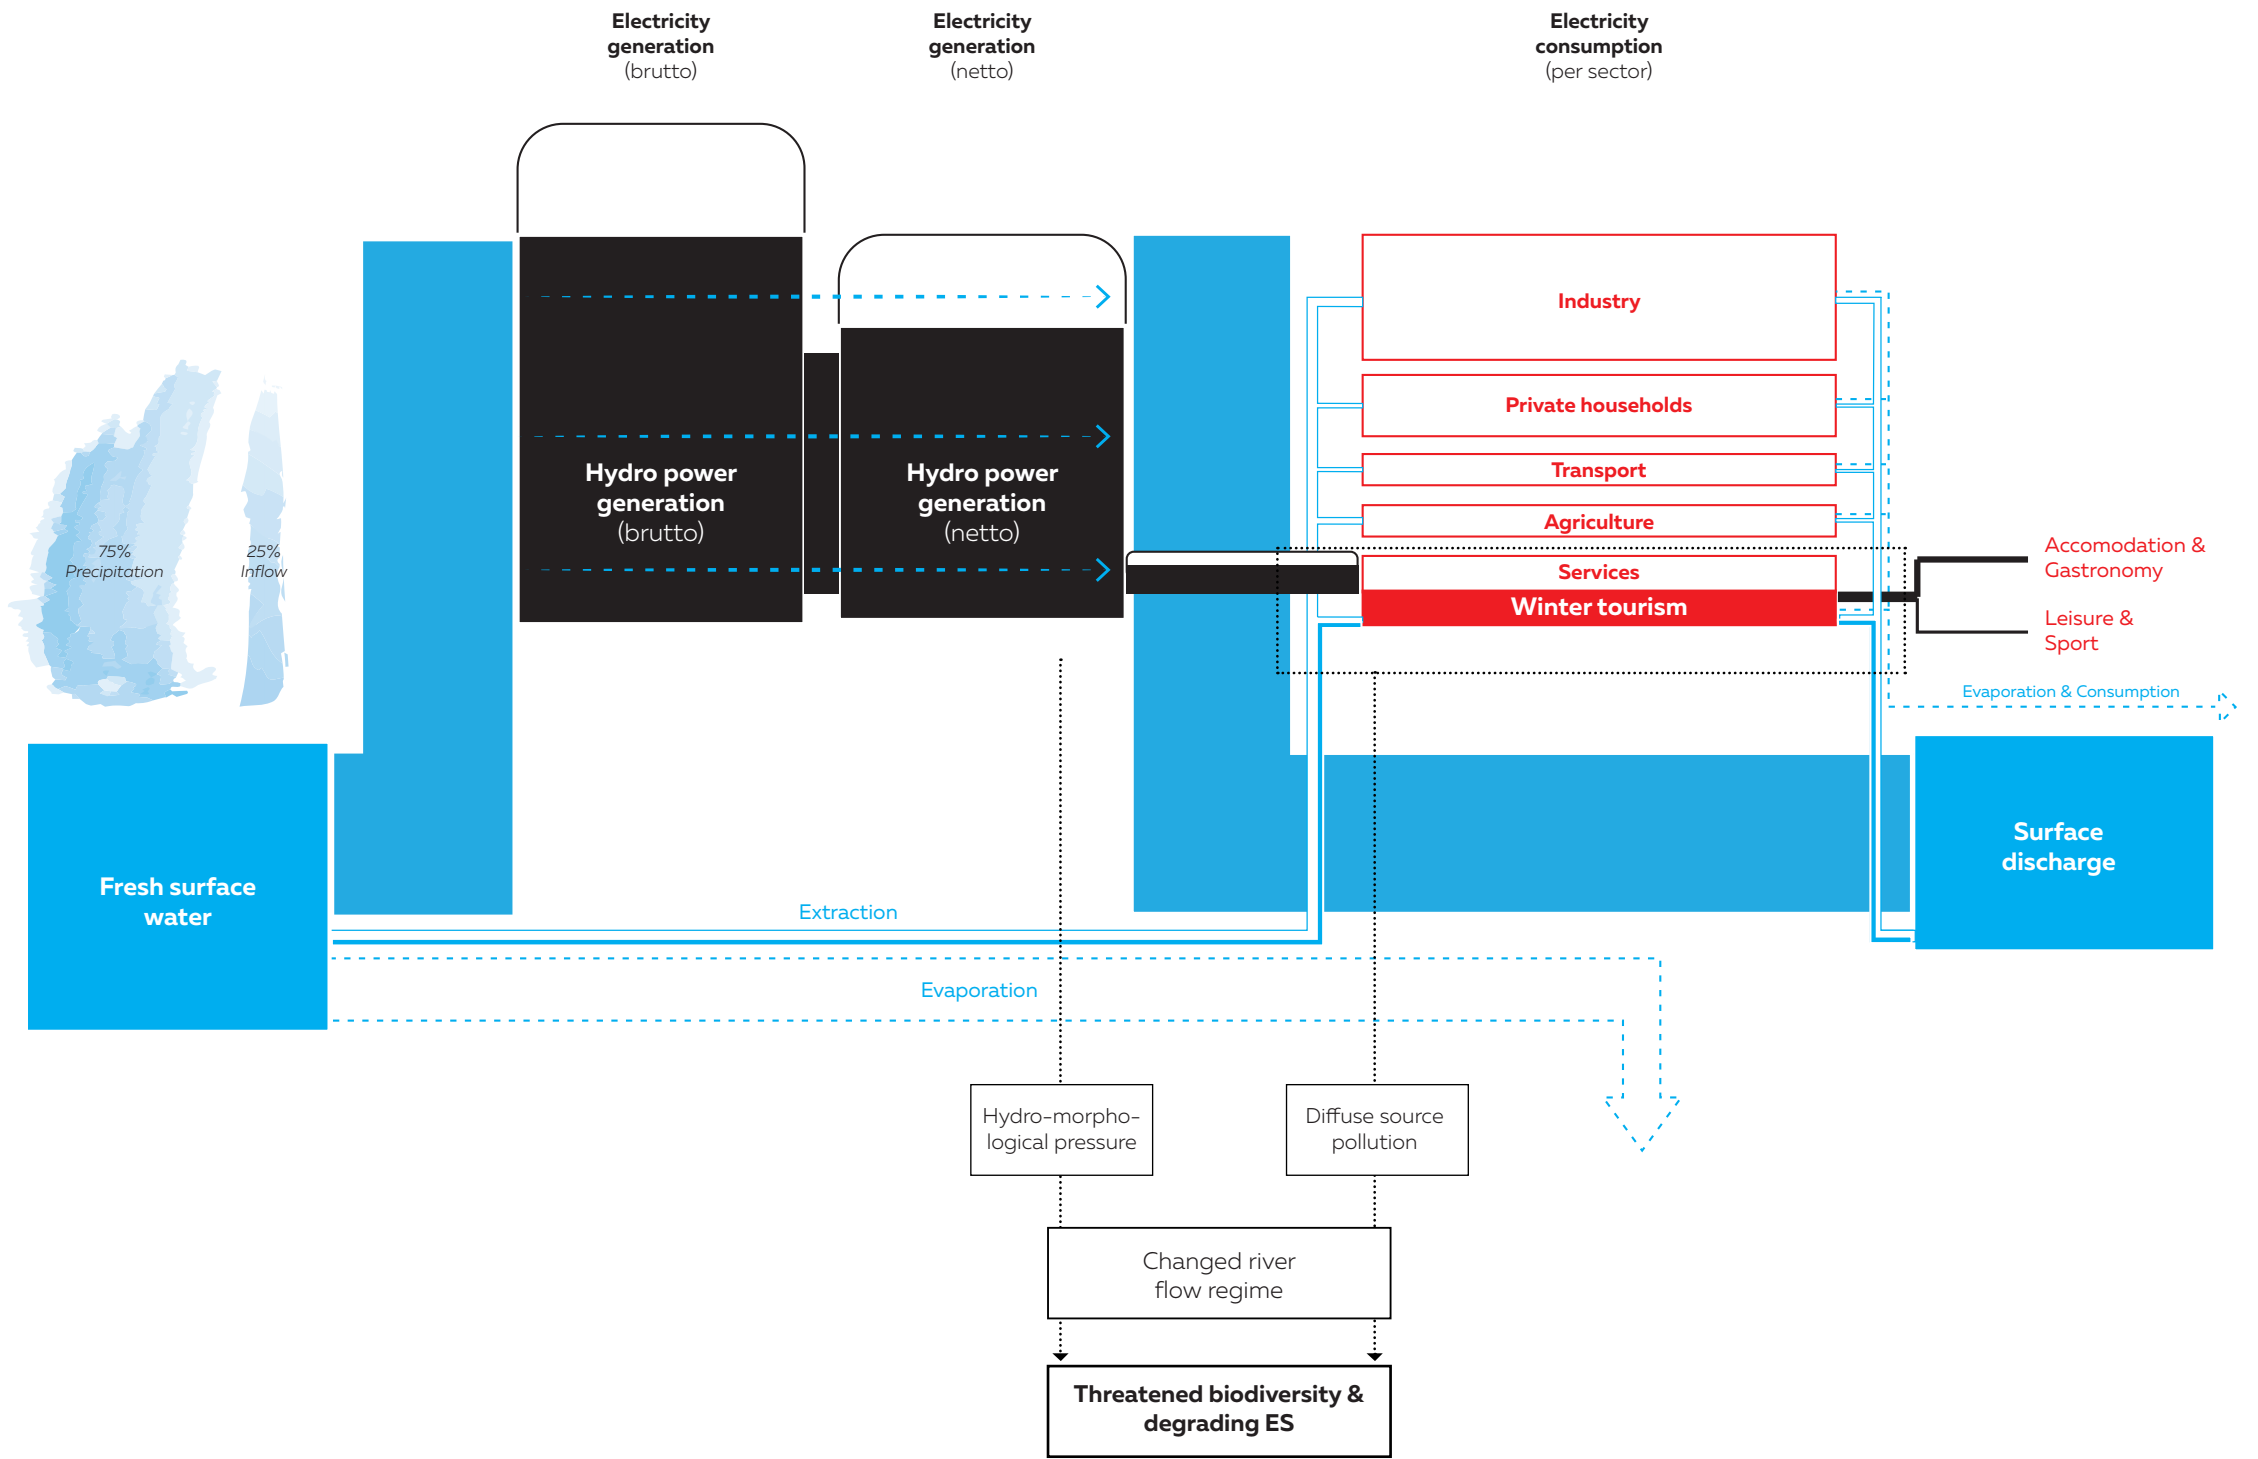 Electricity
generation
(brutto)
Electricity
generation
(netto)
Electricity
consumption
(per sector)
Industry
Private households
Transport
Agriculture
Services
Winter tourism
Hydro power
generation
(brutto)
Hydro power
generation
(netto)
75%
Precipitation
25%
Inflow
Accomodation &
Gastronomy
Leisure &
Sport
Evaporation & Consumption
Fresh surface
water
Surface
discharge
Extraction
Evaporation
Hydro-morpho-
logical pressure
Diffuse source
pollution
Changed river
flow regime
Threatened biodiversity &
degrading ES